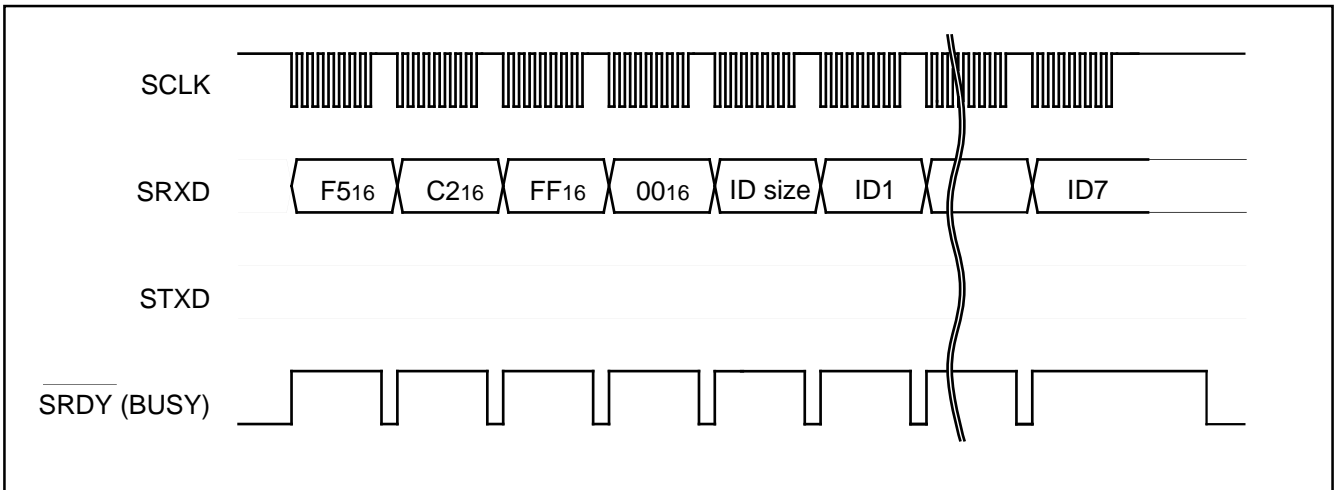 SCLK
SRXD
F516 C216 FF16 0016 ID size ID1 ID7
STXD
SRDY (BUSY)